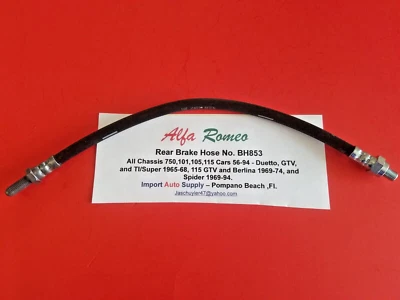 Alfa Romeo
Rear Brake Hose No. BH853
All Chassis 750,101,105,115 Cars 56-94 - Duetto, GTV,
and TI/Super 1965-68, 115 GTV and Berlina 1969-74, and
Spider 1969-94.
Import Auto Supply – Pompano Beach ,Fl.
Jaschuyler47@yahoo.com